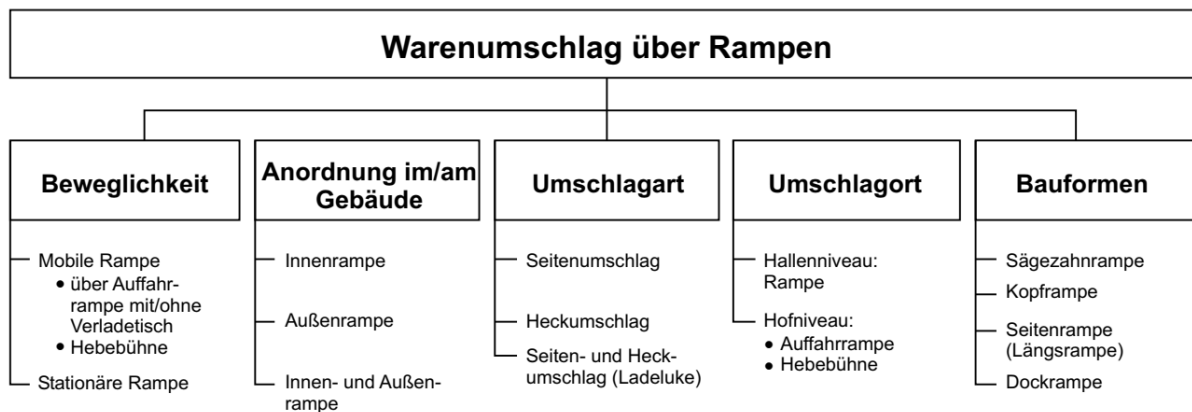 Warenumschlag über Rampen
Beweglichkeit
Mobile Rampe
• über Auffahr-
rampe mit/ohne
Verladetisch
• Hebebühne
Stationäre Rampe
Anordnung im/am
Gebäude
Innenrampe
Außenrampe
Innen- und Außen-
rampe
Umschlagart
Seitenumschlag
Heckumschlag
Seiten- und Heck-
umschlag (Ladeluke)
Umschlagort
Hallenniveau:
Rampe
Hofniveau:
• Auffahrrampe
• Hebebühne
Bauformen
Sägezahnrampe
Kopframpe
Seitenrampe
(Längsrampe)
Dockrampe